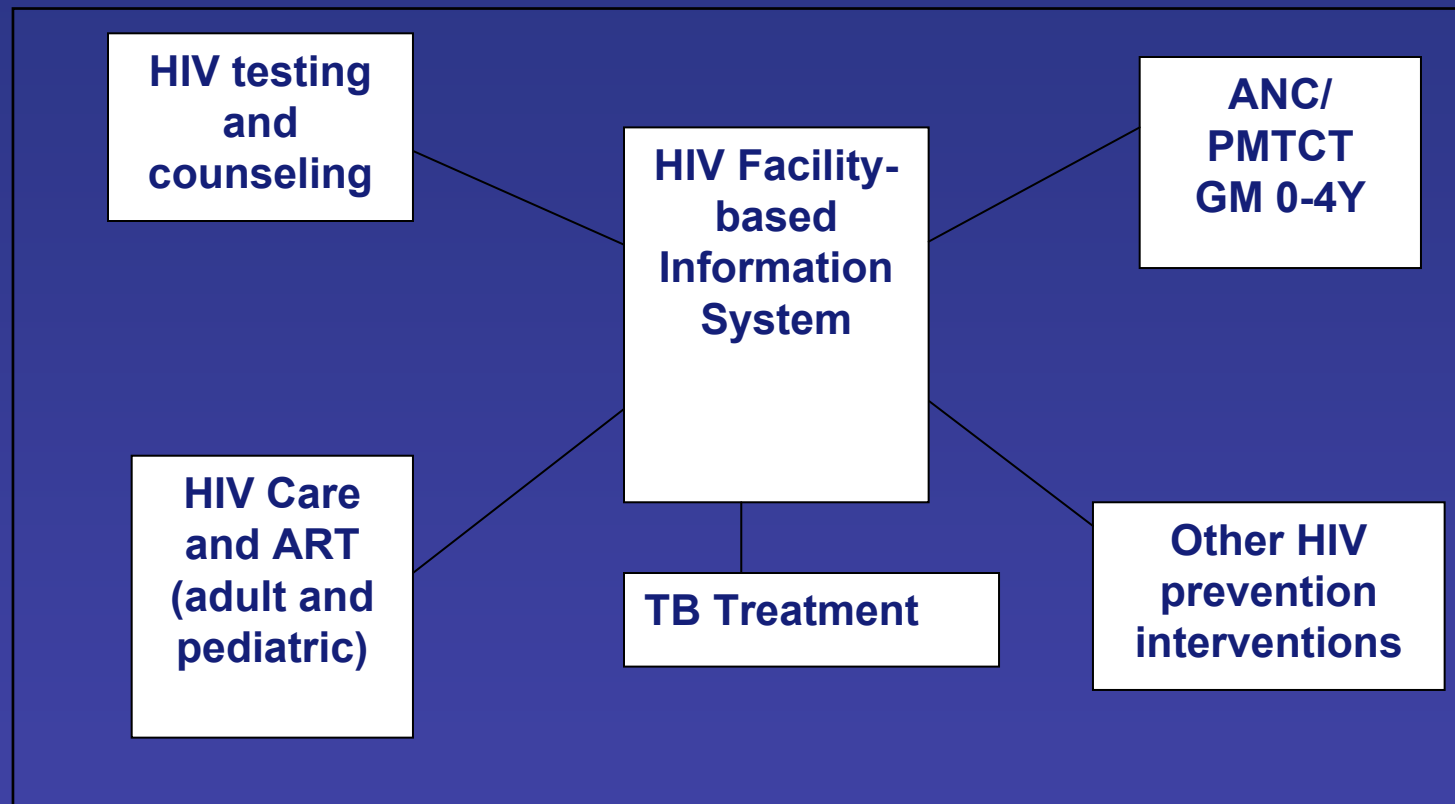 HIV testing
and
counseling
HIV Facility-
based
Information
System
ANC/
PMTCT
GM 0-4Y
HIV Care
and ART
(adult and
pediatric)
TB Treatment
Other HIV
prevention
interventions